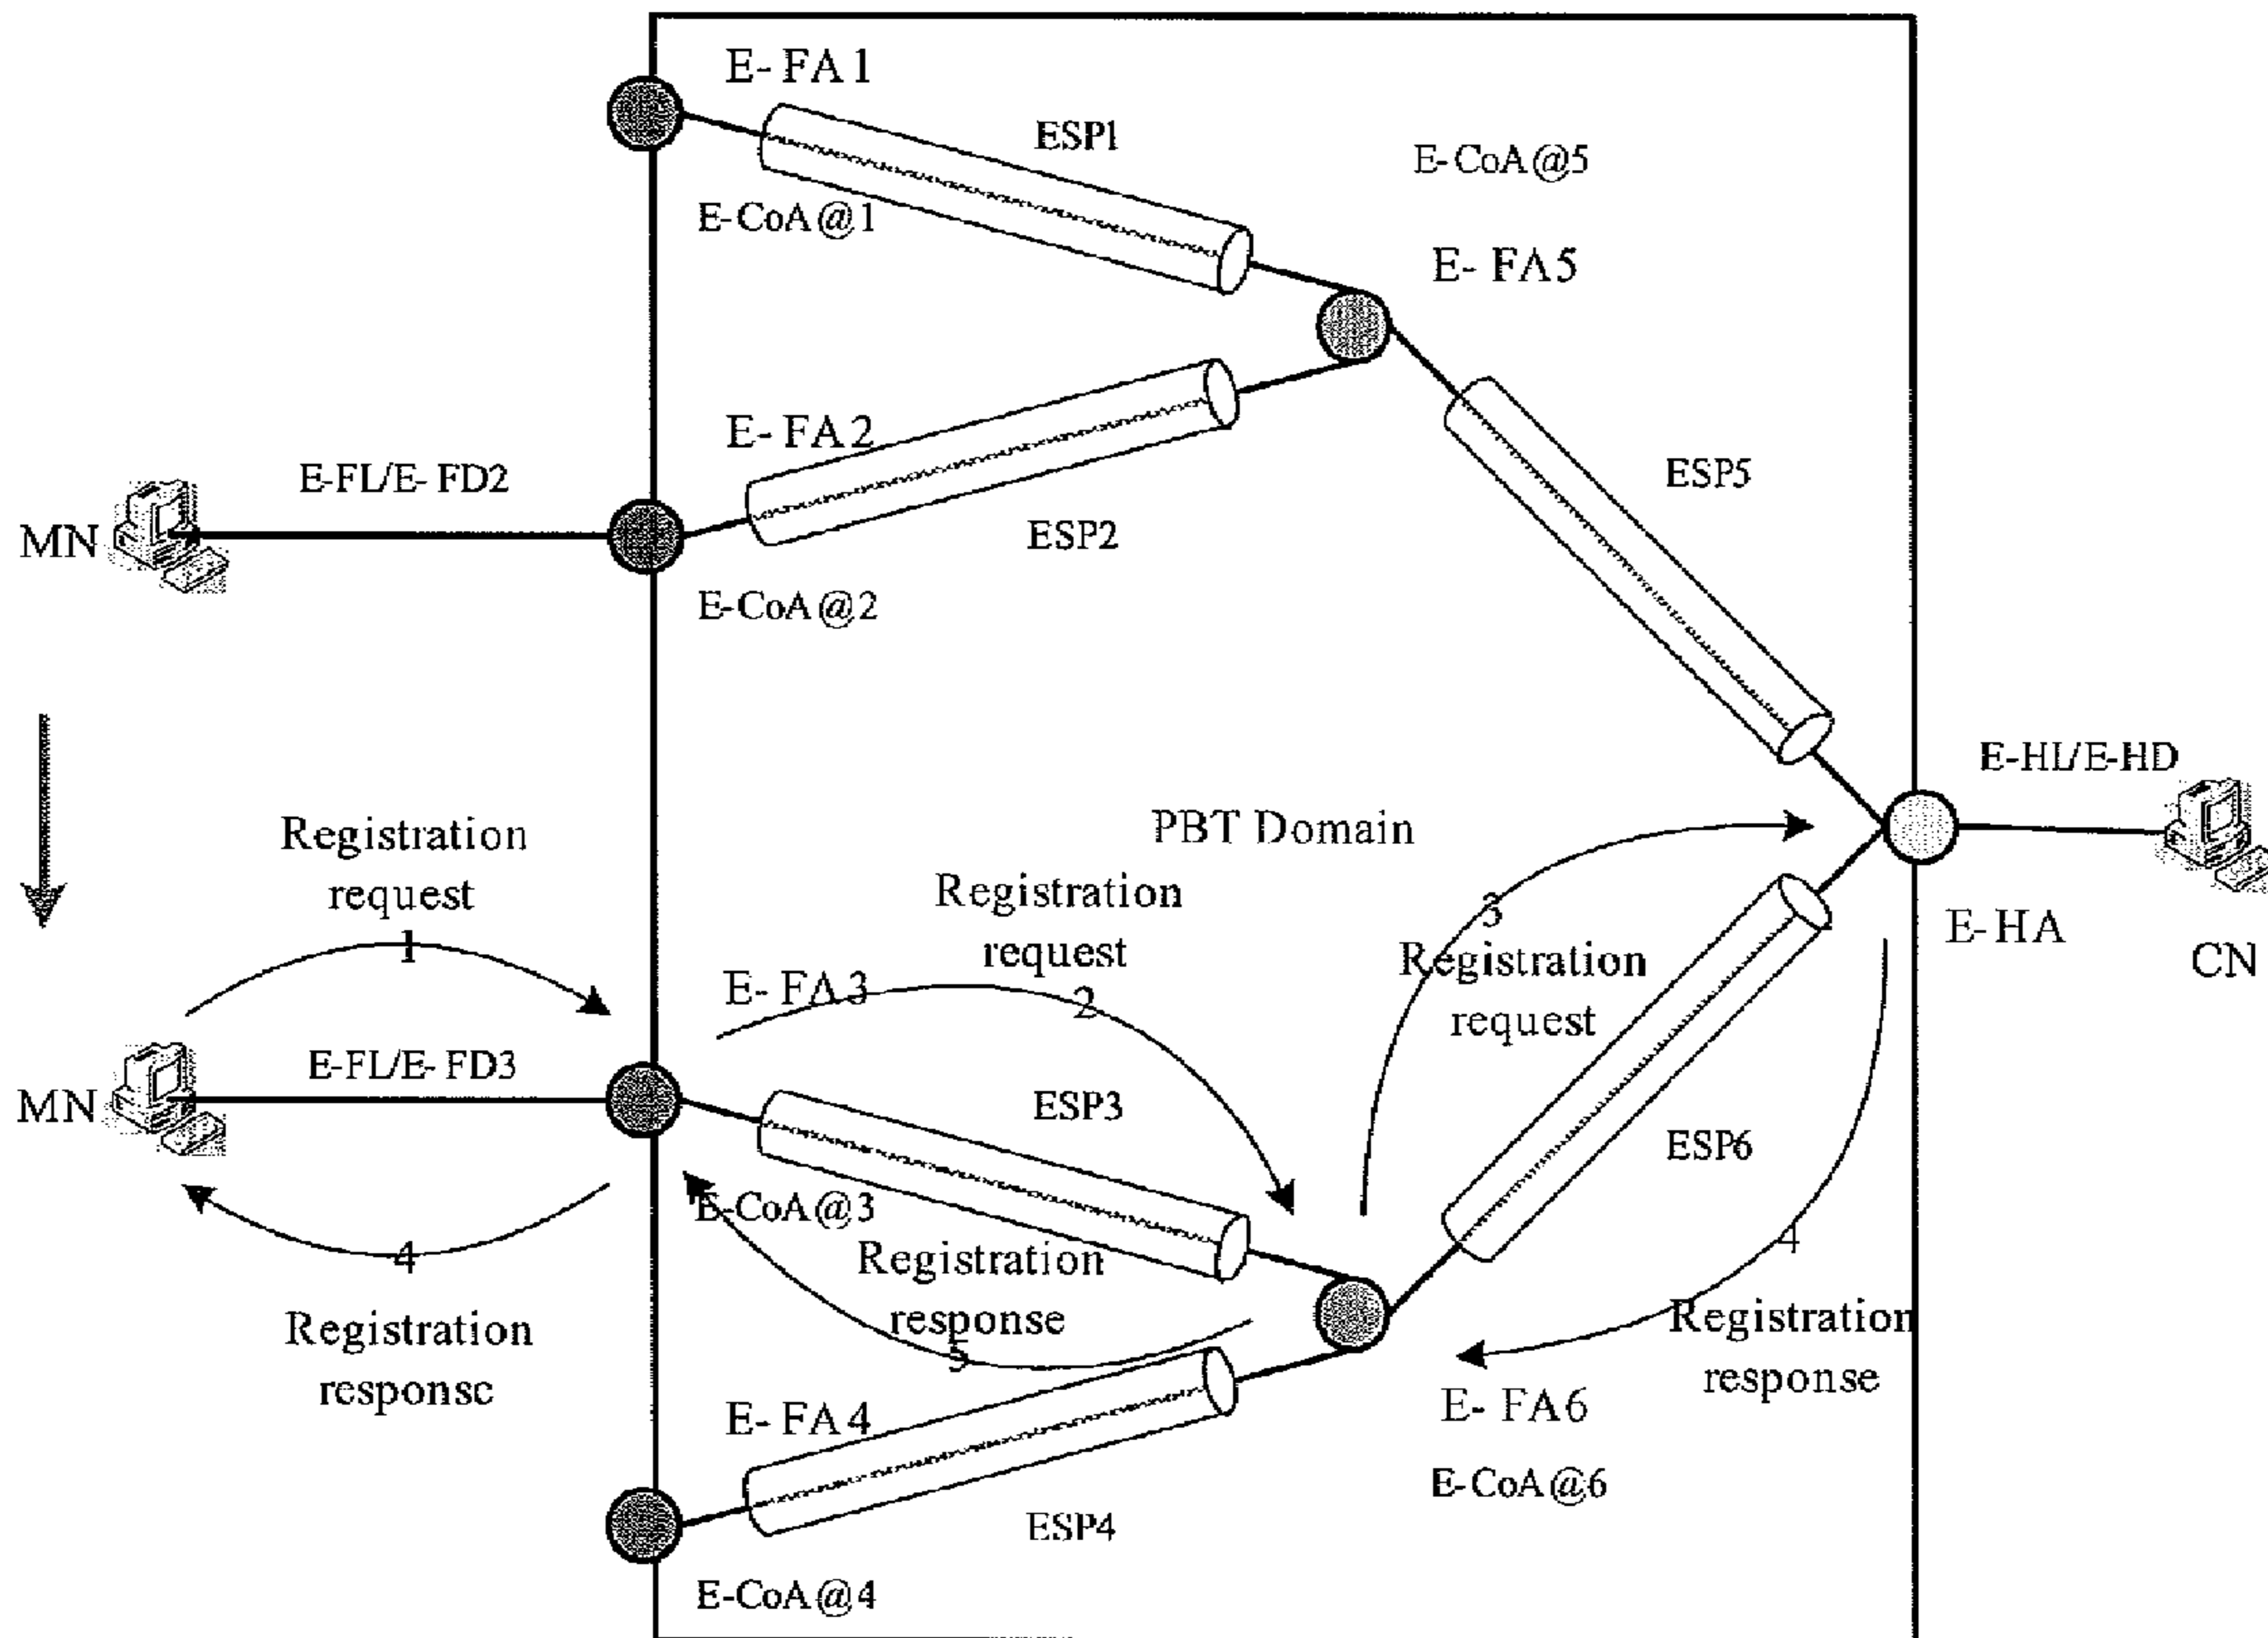 E- FA1
ESP1
E-CoA@5
E-CoA@1
E- FA5
E- FA2
E-FL/E- FD2
ESP5
MN
ESP2
E-CoA@2
E-HL/E-HD
PBT Domain
Registration
request
1
Registration
request
2
3
Registration
request
E-HA
CN
E- FA3
E-FL/E- FD3
MN
ESP3
ESP6
E-CoA@3
4
Registration
response
4
Registration
response
5
Registration
response
E- FA4
E- FA6
E-CoA@6
ESP4
E-CoA@4